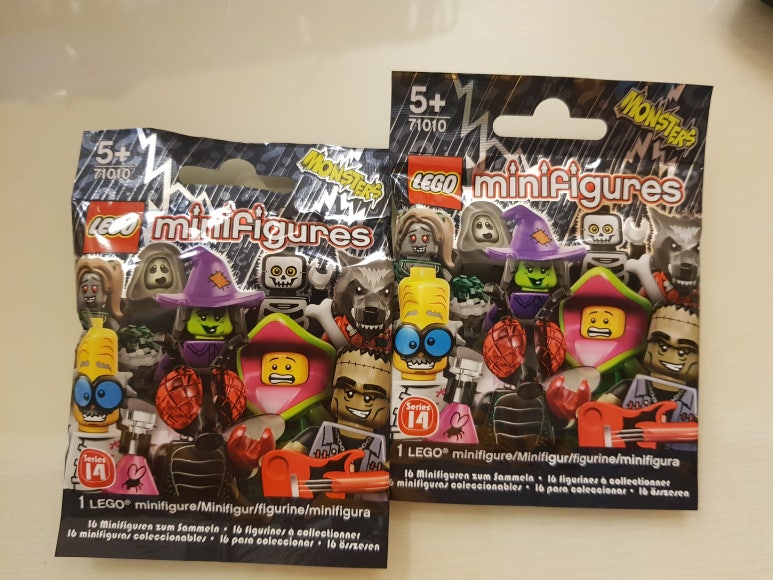 5+
71010
MONSTERS
LEGO minifigures
Series
14
1 LEGO® minifigure/Minifigur/figurine/minifigura
16 Minifiguren zum Sammeln • 16 figurines à collectionner
16 minifiguras coleccionables • 16 para colecionar • 16 összesen
5+
71010
MONSTERS
LEGO minifigures
Series
14
1 LEGO® minifigure/Minifigur/figurine/minifigura
16 Minifiguren zum Sammeln • 16 figurines à collectionner
minifiguras coleccionables • 16 para colecionar • 16 összesen